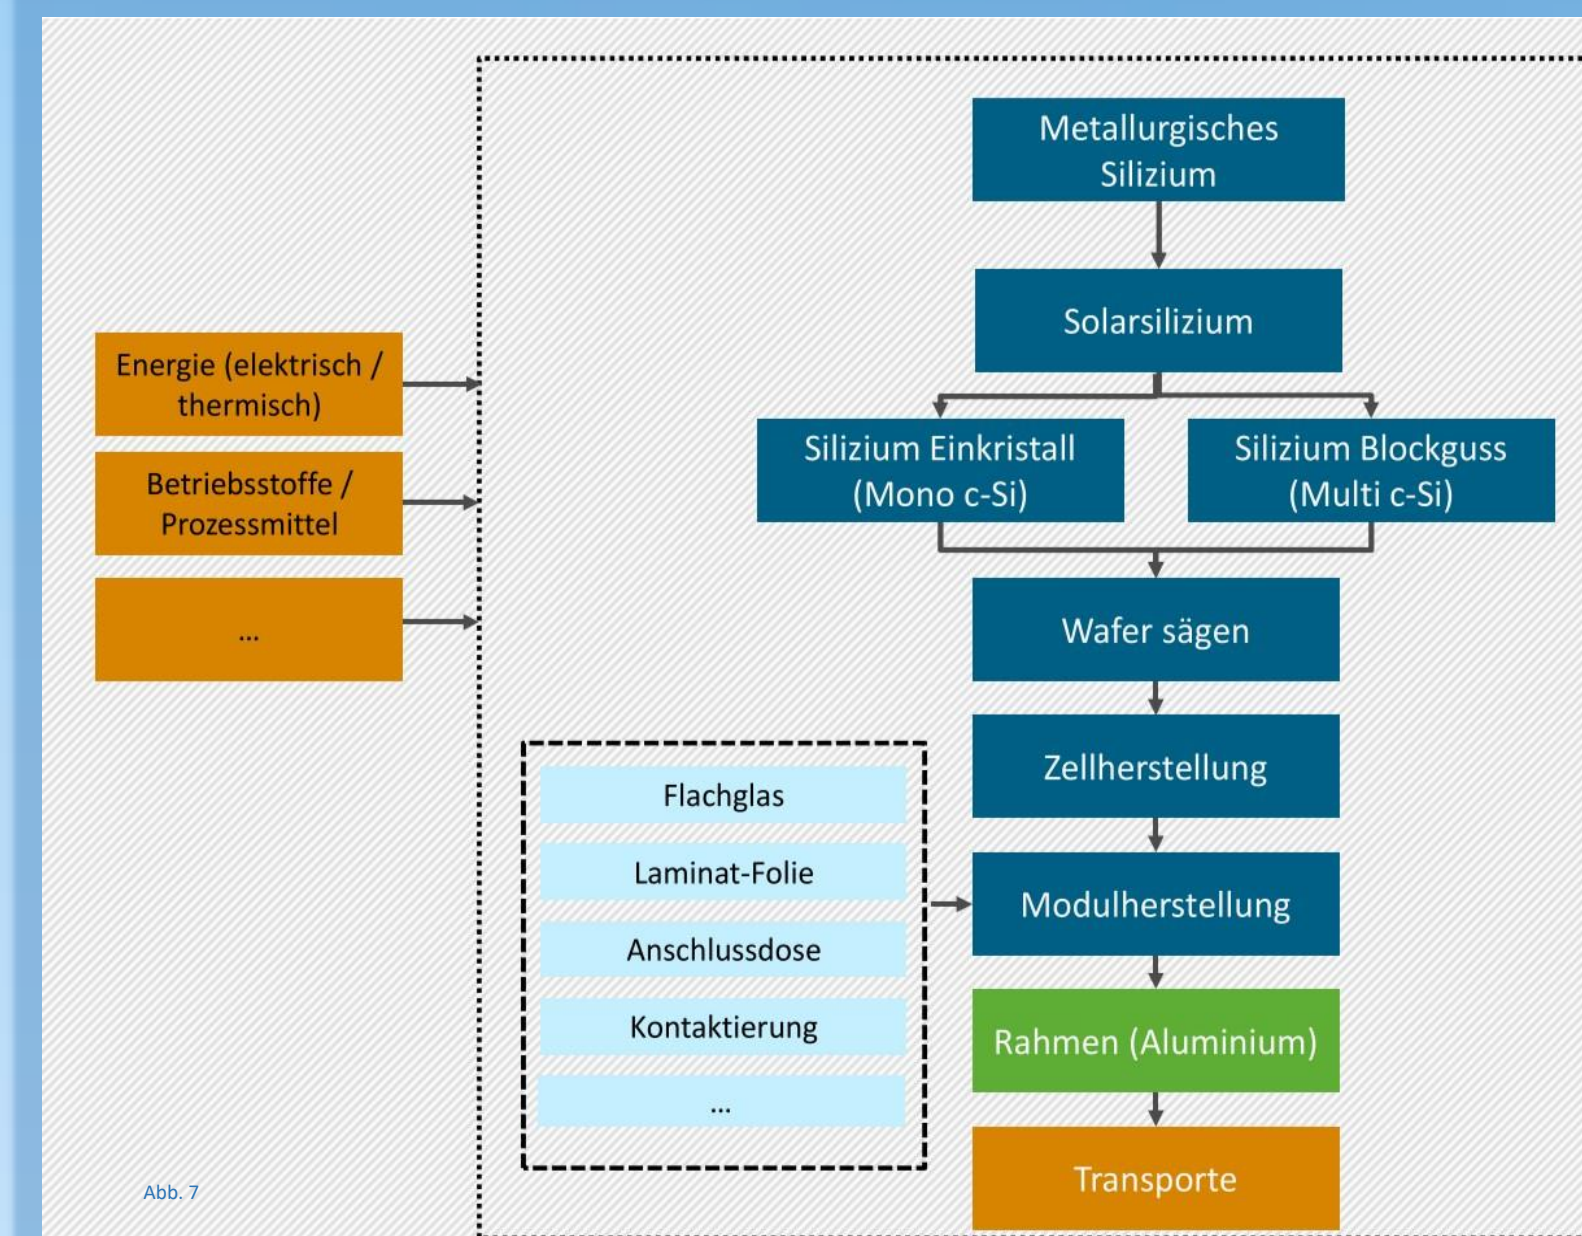 Metallurgisches
Silizium
Solarsilizium
Energie (elektrisch /
thermisch)
Betriebsstoffe /
Prozessmittel
...
Silizium Einkristall
(Mono c-Si)
Silizium Blockguss
(Multi c-Si)
Wafer sägen
Zellherstellung
Flachglas
Laminat-Folie
Anschlussdose
Kontaktierung
...
Modulherstellung
Rahmen (Aluminium)
Transporte
Abb. 7